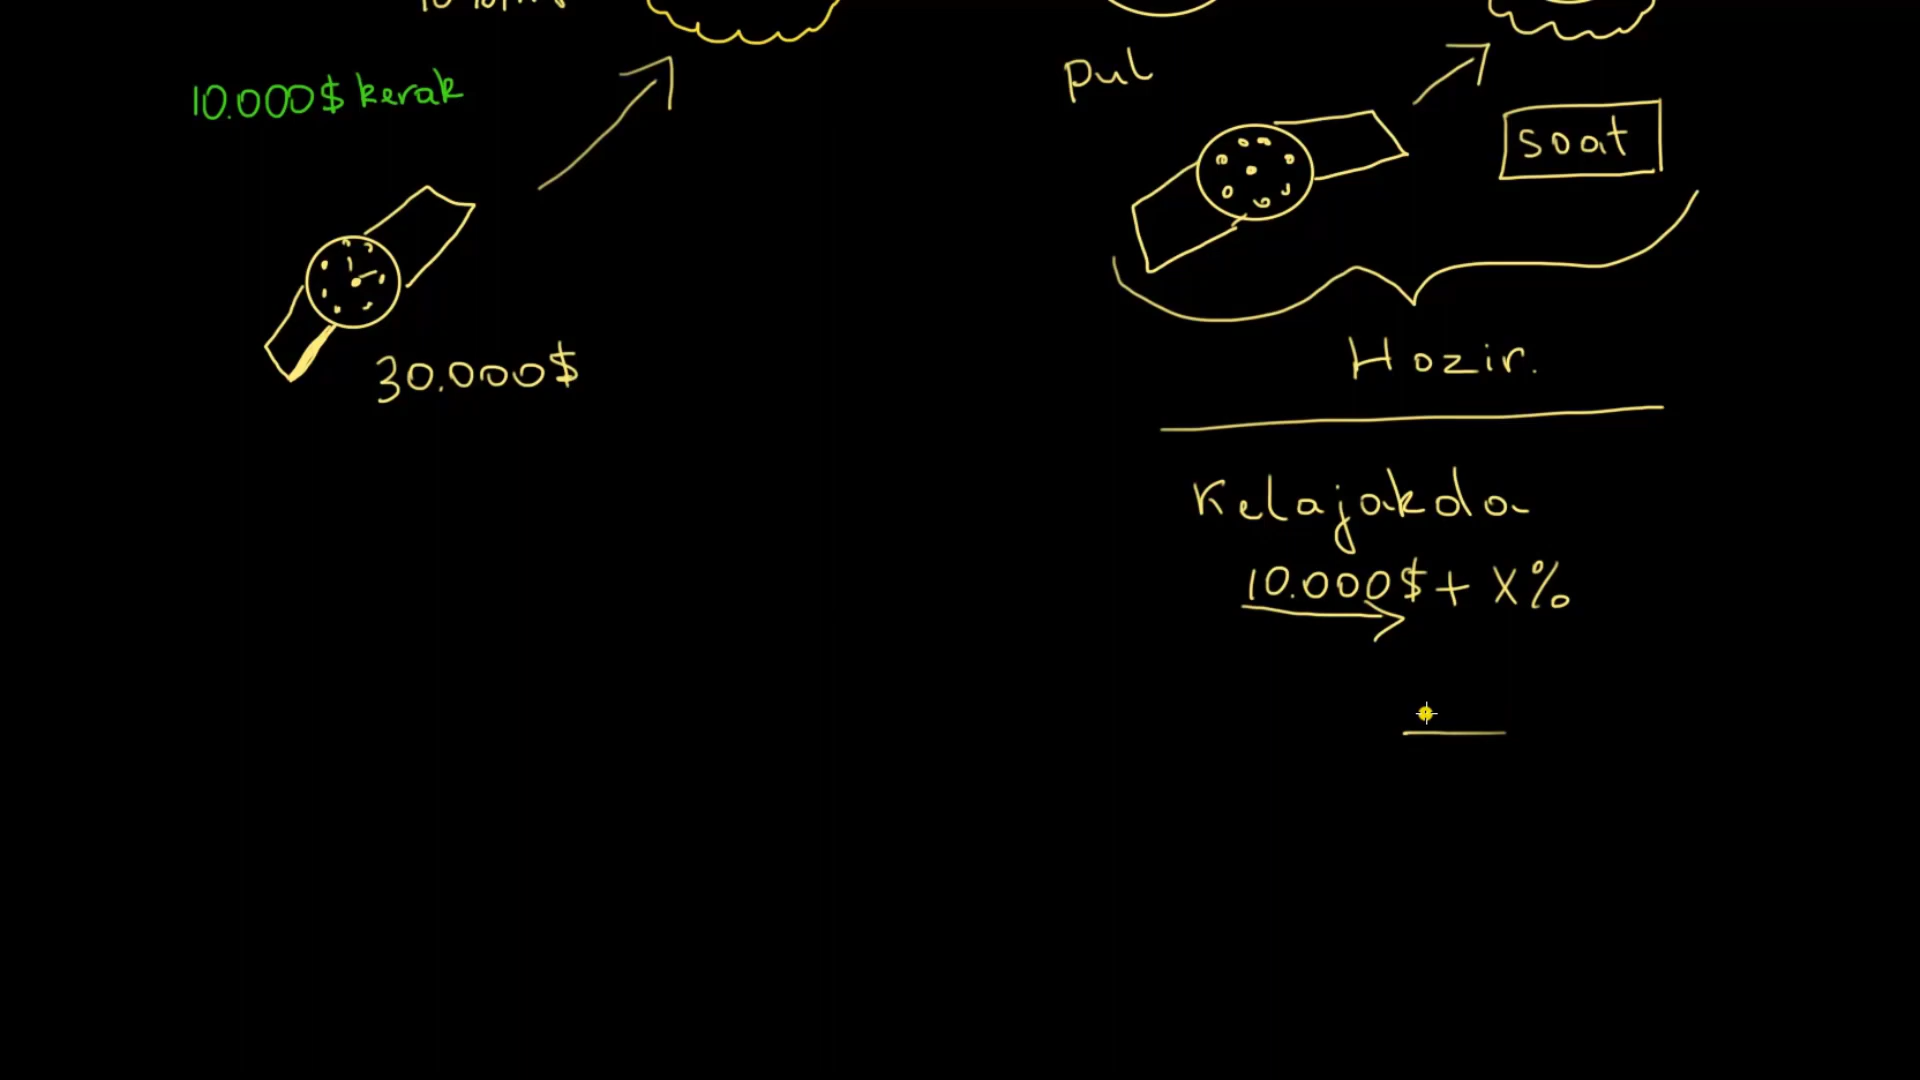 10.000$ kerak
30.000$
pul
soat
Hozir.
Kelajakda
10.000$ + X%